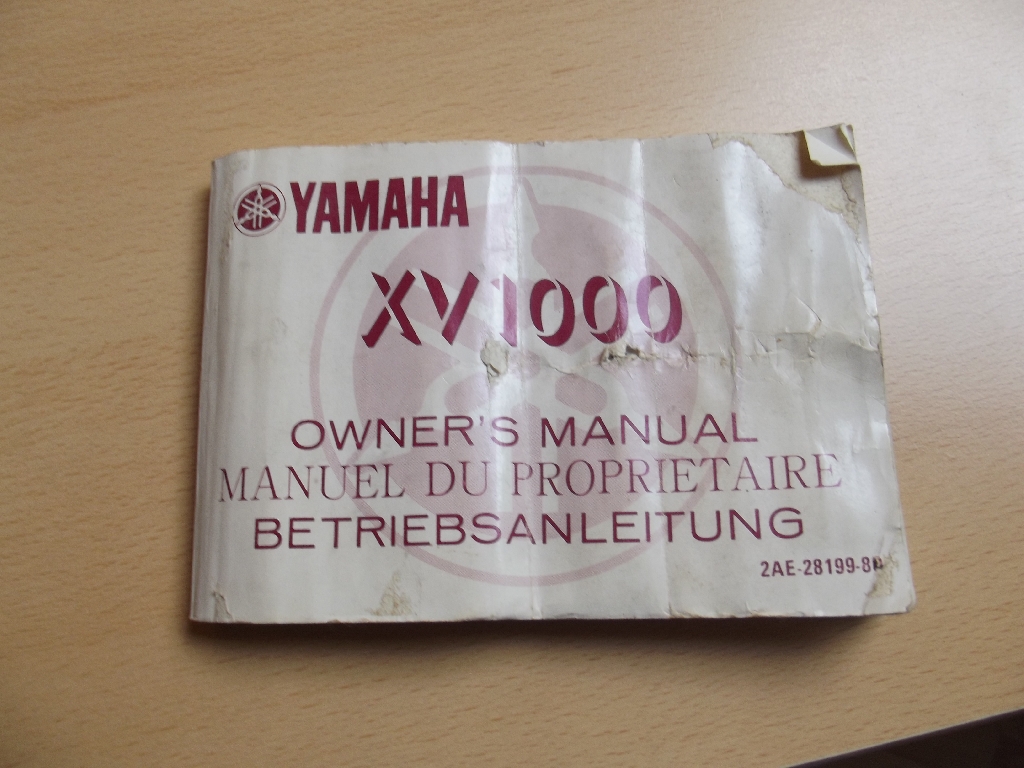 YAMAHA
XV1000
OWNER'S MANUAL
MANUEL DU PROPRIETAIRE
BETRIEBSANLEITUNG